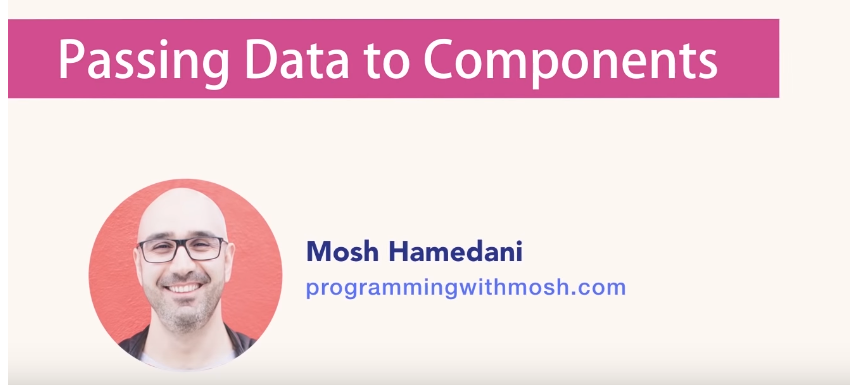 Passing Data to Components
Mosh Hamedani
programmingwithmosh.com